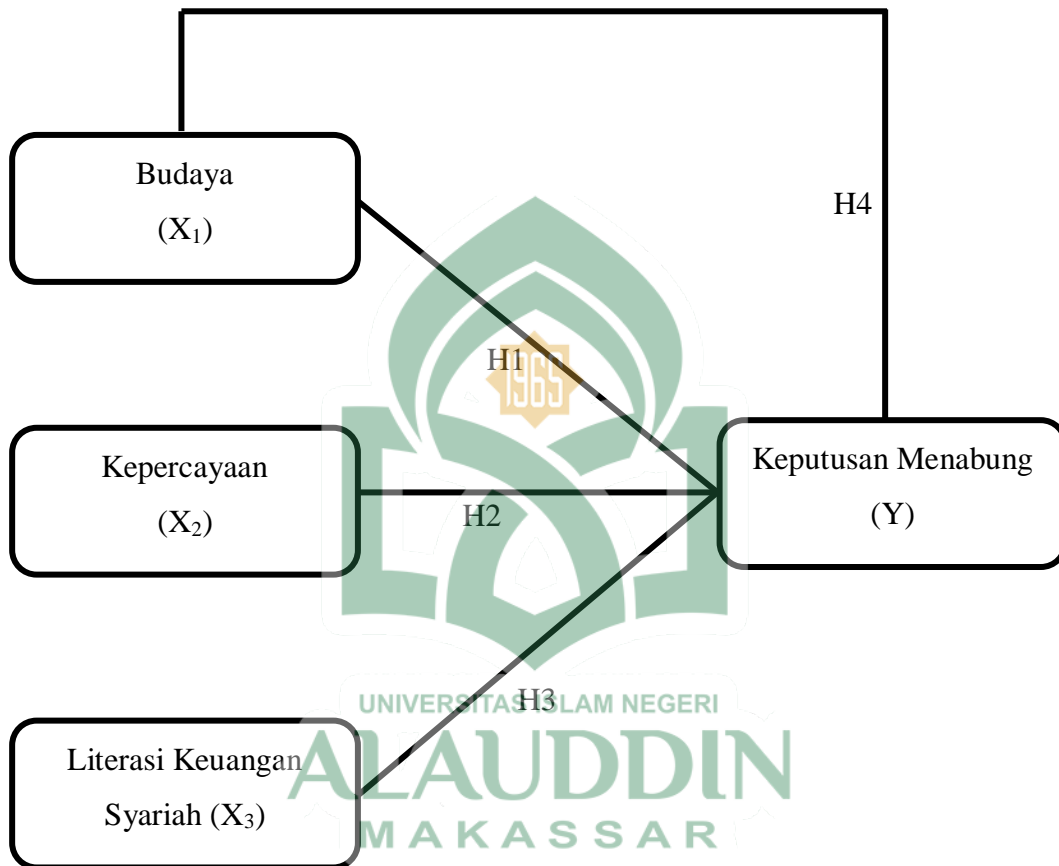 Budaya
(X₁)
H4
H1
1965
Kepercayaan
(X₂)
H2
Keputusan Menabung
(Y)
H3
UNIVERSITAS ISLAM NEGERI
Literasi Keuangan
Syariah (X₃)
ALAUDDIN
MAKASSAR